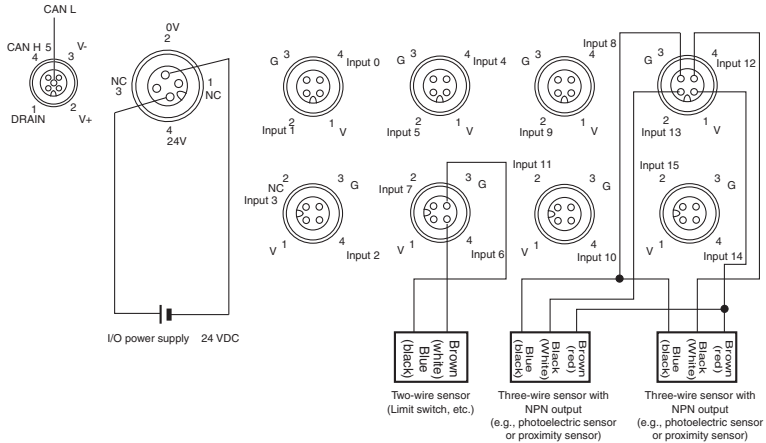 CAN L
CAN H 5
4
3
V-
1
DRAIN
2
V+
0V
2
NC
3
1
NC
4
24V
I/O power supply 24 VDC
G 3
4 Input 0
2
Input 1
1 V
G 3
4 Input 4
2
Input 5
1 V
G 3
4
2
Input 9
1 V
Input 8
G 3
4
Input 12
2
Input 13
1 V
NC 2
Input 3
3 G
V 1
4
Input 2
2
Input 7
3 G
V 1
4
Input 6
Input 11
2
3 G
V 1
4
Input 10
Input 15
2
3 G
V 1
4
Input 14
Brown
(white)
Blue
(black)
Brown
(red)
Black
(White)
Blue
(black)
Brown
(red)
Black
(White)
Blue
(black)
Two-wire sensor
(Limit switch, etc.)
Three-wire sensor with
NPN output
(e.g., photoelectric sensor
or proximity sensor)
Three-wire sensor with
NPN output
(e.g., photoelectric sensor
or proximity sensor)